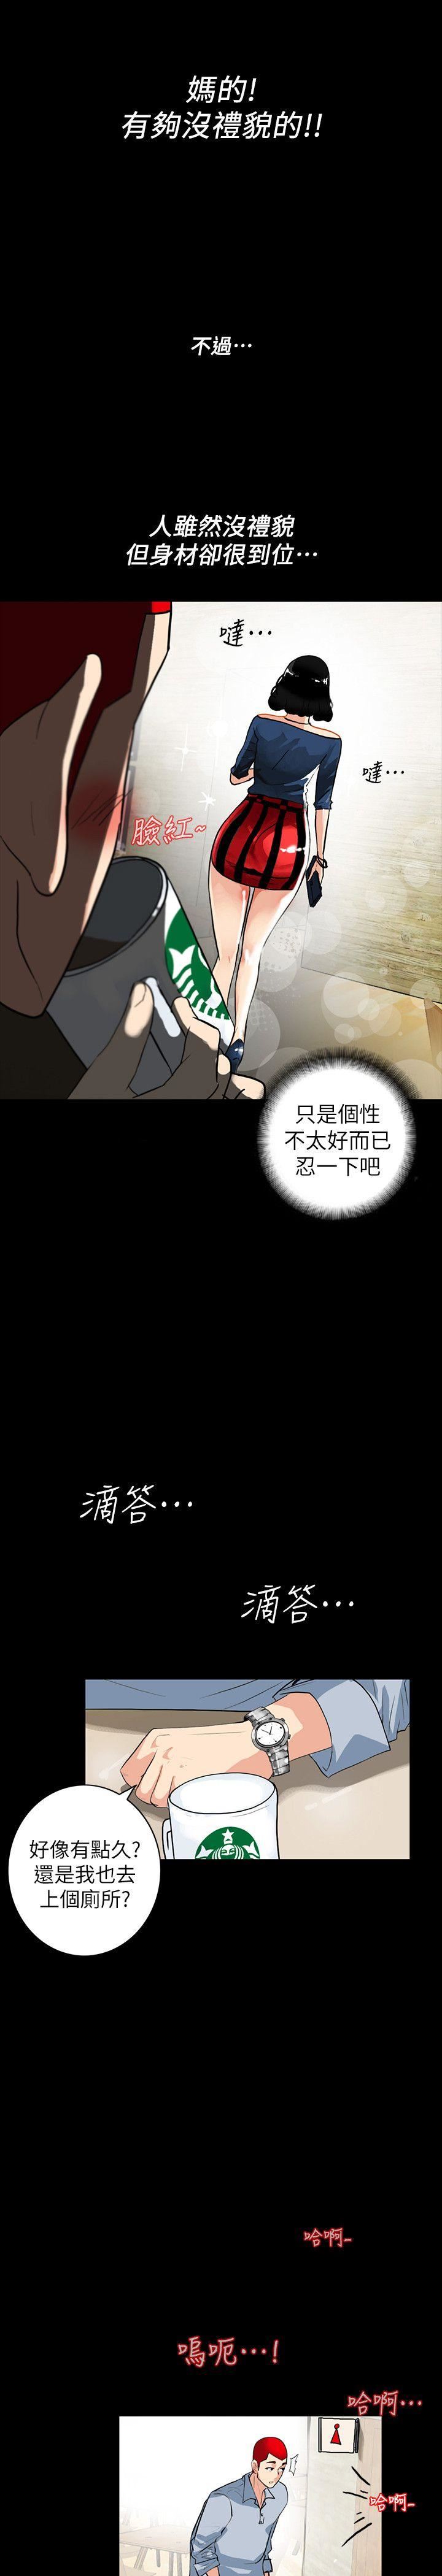 媽的!
有夠沒禮貌的!!
不過…
人雖然沒禮貌
但身材卻很到位…
噠…
噠…
臉紅~
只是個性
不太好而已
忍一下吧
滴答…
滴答…
好像有點久?
還是我也去
上個廁所?
哈啊~
嗚呃…!
哈啊…
哈啊~